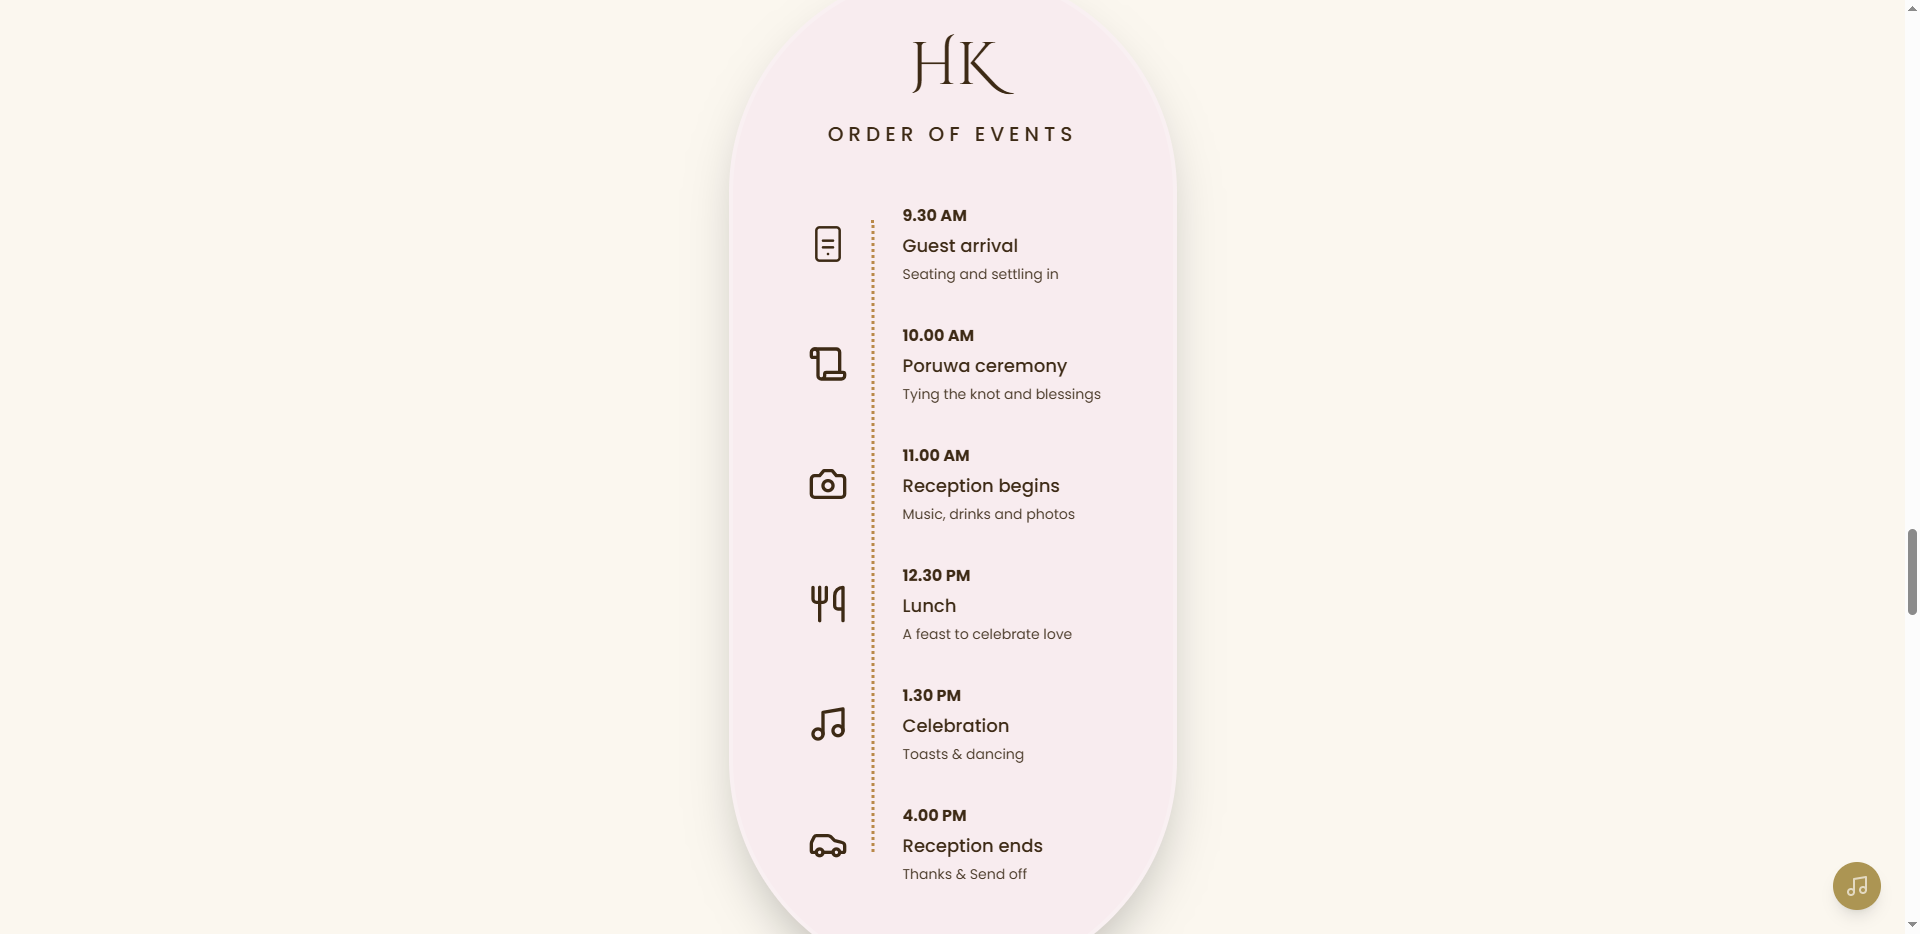 HK
ORDER OF EVENTS
9.30 AM
Guest arrival
Seating and settling in
10.00 AM
Poruwa ceremony
Tying the knot and blessings
11.00 AM
Reception begins
Music, drinks and photos
12.30 PM
Lunch
A feast to celebrate love
1.30 PM
Celebration
Toasts & dancing
4.00 PM
Reception ends
Thanks & Send off